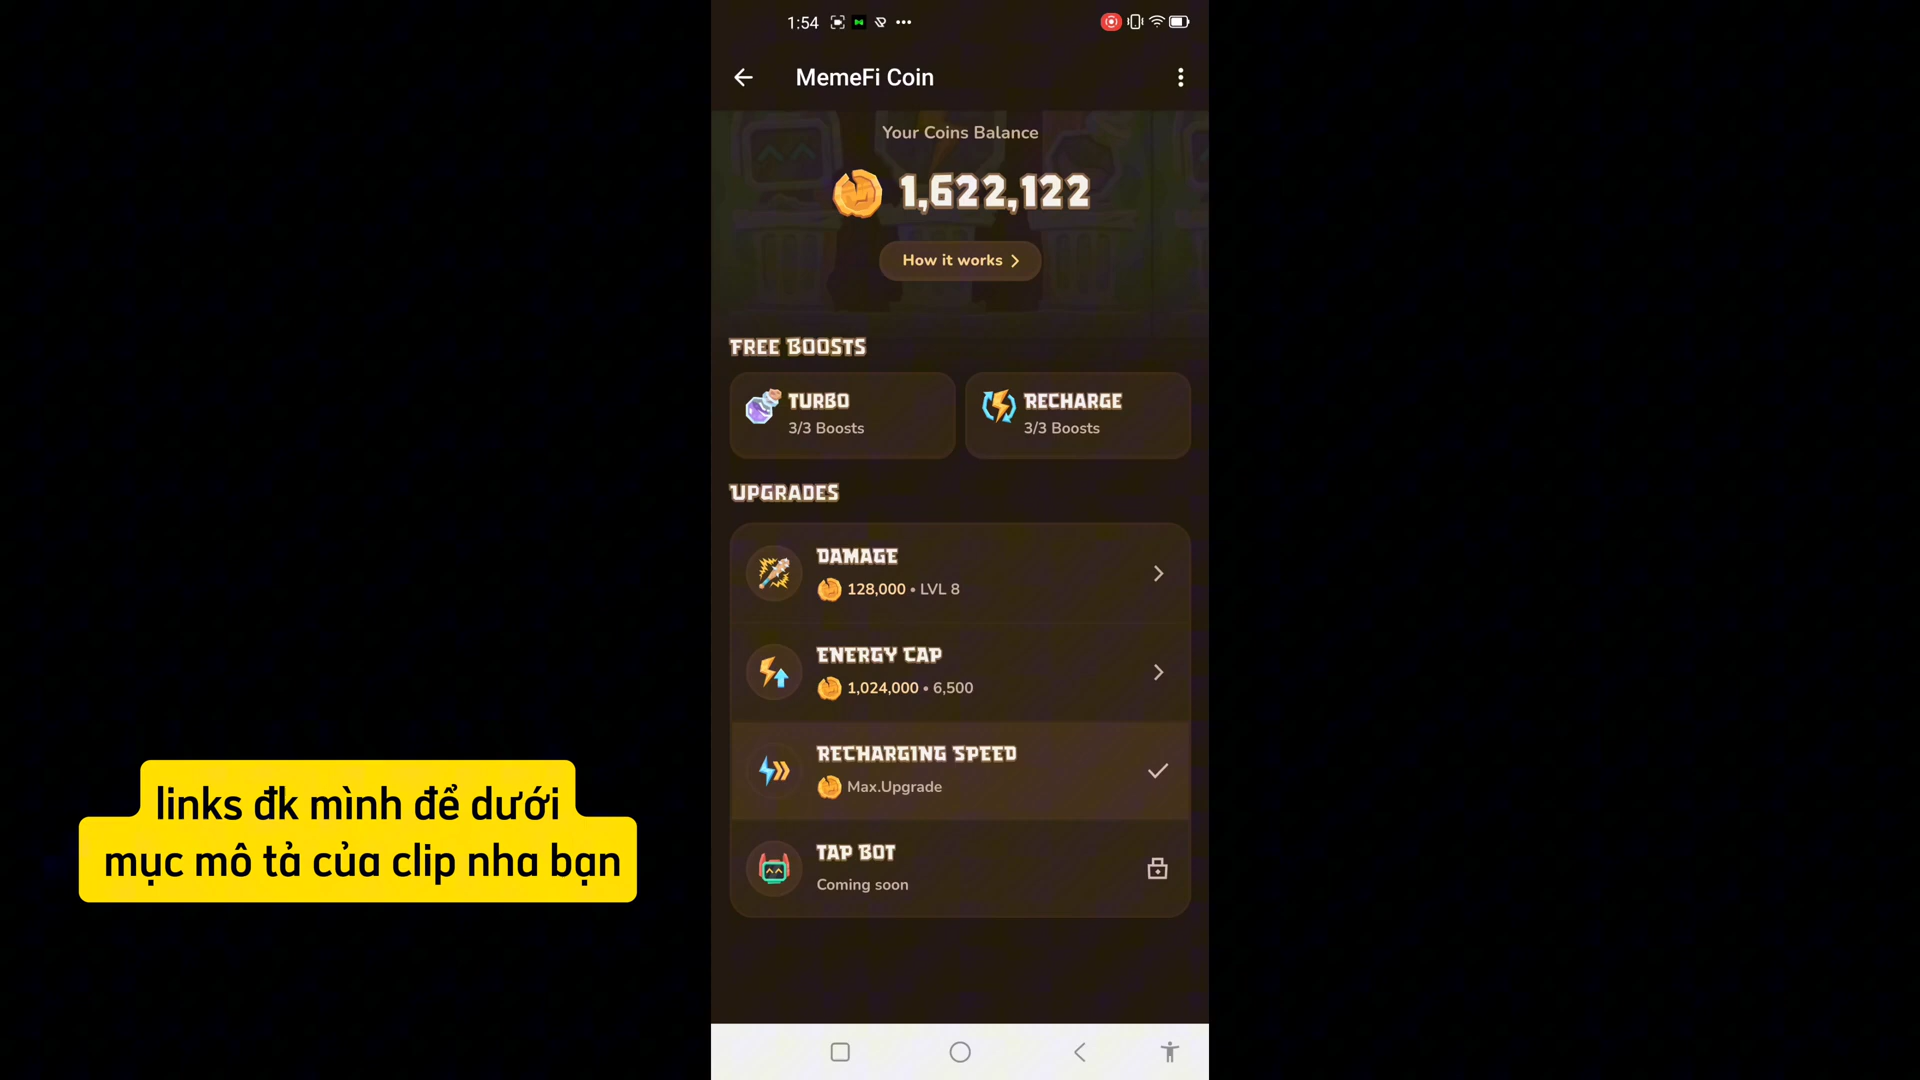 1:54
MemeFi Coin
Your Coins Balance
1,622,122
How it works
FREE BOOSTS
TURBO
3/3 Boosts
RECHARGE
3/3 Boosts
UPGRADES
DAMAGE
128,000 • LVL 8
ENERGY CAP
1,024,000 • 6,500
RECHARGING SPEED
Max.Upgrade
TAP BOT
Coming soon
links đk mình để dưới
mục mô tả của clip nha bạn